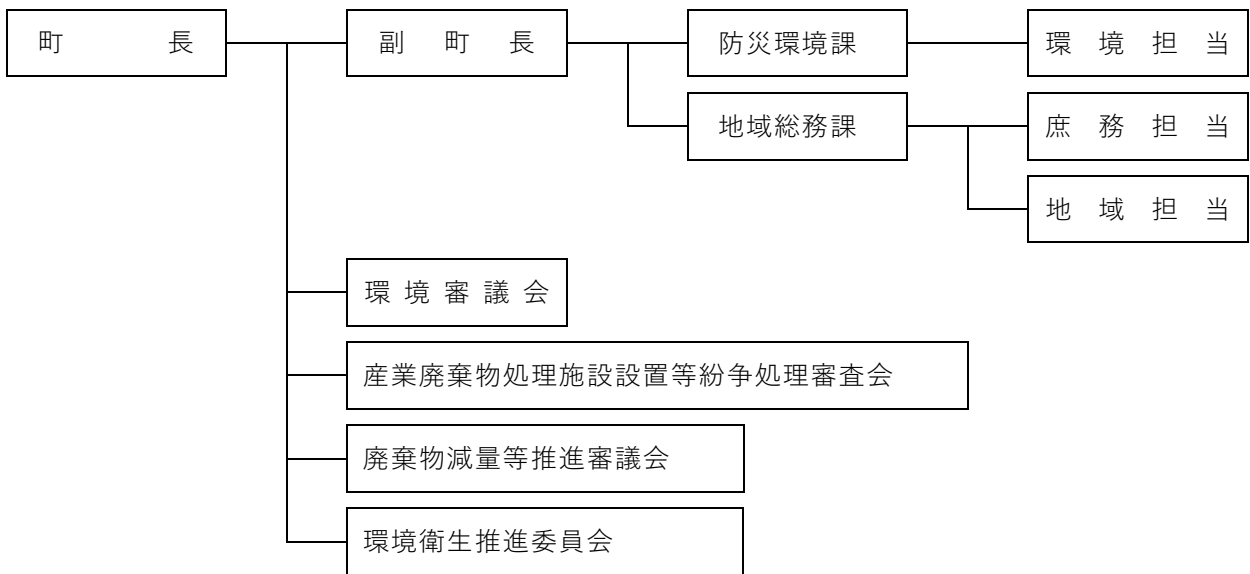 町長 副町長 防災環境課 環境担当
地域総務課 庶務担当
地域担当
環境審議会
産業廃棄物処理施設設置等紛争処理審査会
廃棄物減量等推進審議会
環境衛生推進委員会